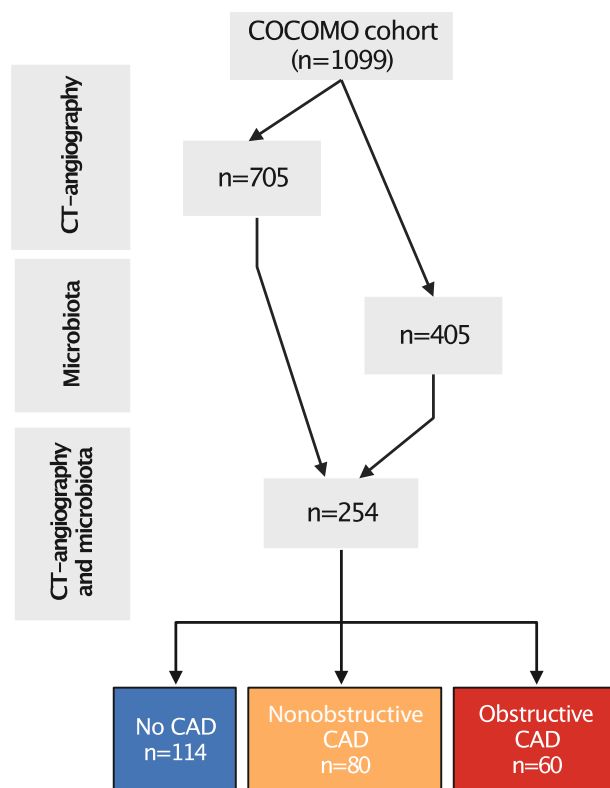 COCOMO cohort
(n=1099)
CT-angiography
n=705
Microbiota
n=405
CT-angiography
and microbiota
n=254
No CAD
n=114
Nonobstructive
CAD
n=80
Obstructive
CAD
n=60